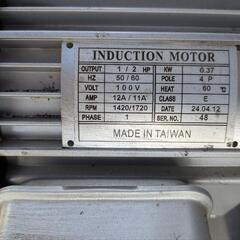 INDUCTION MOTOR
OUTPUT 1/2 HP KW 0.37
HZ 50/60 POLE 4 P
VOLT 100V HEAT 60 ℃
AMP 12A/11A CLASS E
RPM 1420/1720 DATE 24.04.12
PHASE 1 SER.NO. 48
MADE IN TAIWAN